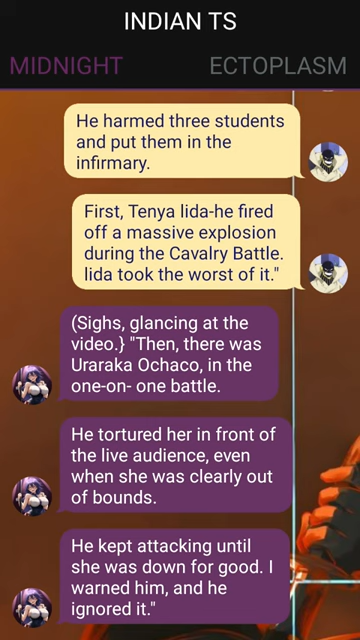 INDIAN TS
MIDNIGHT
ECTOPLASM
He harmed three students
and put them in the
infirmary.
First, Tenya Iida-he fired
off a massive explosion
during the Cavalry Battle.
Iida took the worst of it."
(Sighs, glancing at the
video.} "Then, there was
Uraraka Ochaco, in the
one-on- one battle.
He tortured her in front of
the live audience, even
when she was clearly out
of bounds.
He kept attacking until
she was down for good. I
warned him, and he
ignored it."